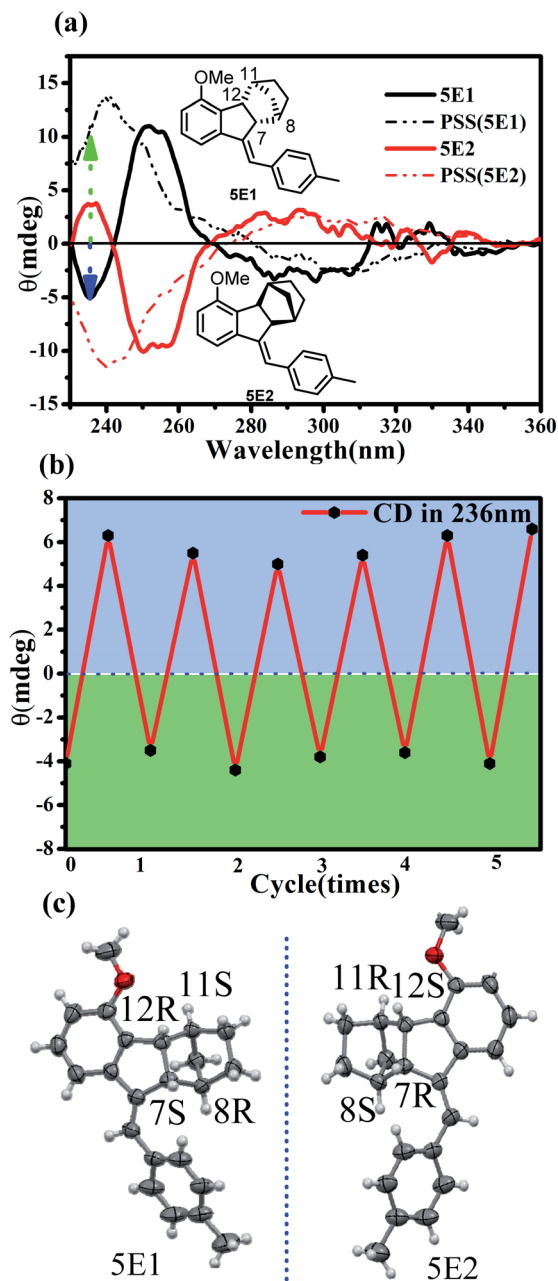 (a)
15
10
5
0
-5
-10
-15
θ(mdeg)
OMe
11
12
8
7
5E1
5E1
PSS(5E1)
5E2
PSS(5E2)
OMe
5E2
240 260 280 300 320 340 360
Wavelength(nm)
(b)
8
6
4
2
0
-2
-4
-6
-8
θ(mdeg)
CD in 236nm
0 1 2 3 4 5
Cycle(times)
(c)
11S
12R
7S 8R
5E1
11R 12S
8S 7R
5E2